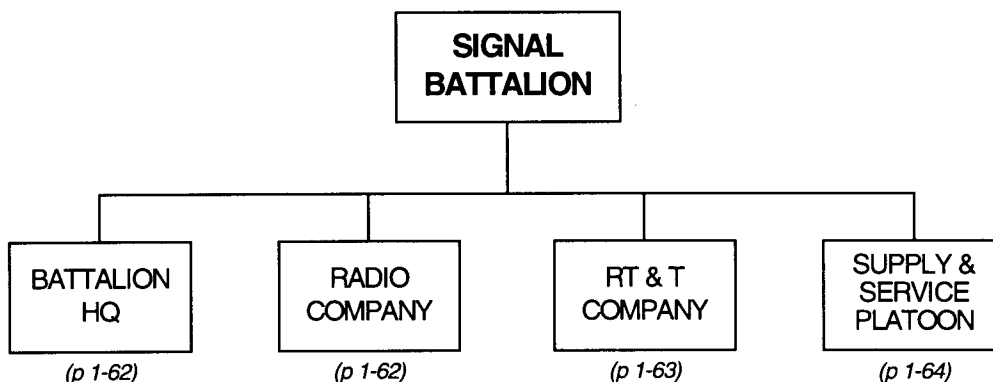 SIGNAL
BATTALION
BATTALION
HQ
(p 1-62)
RADIO
COMPANY
(p 1-62)
RT & T
COMPANY
(p 1-63)
SUPPLY &
SERVICE
PLATOON
(p 1-64)